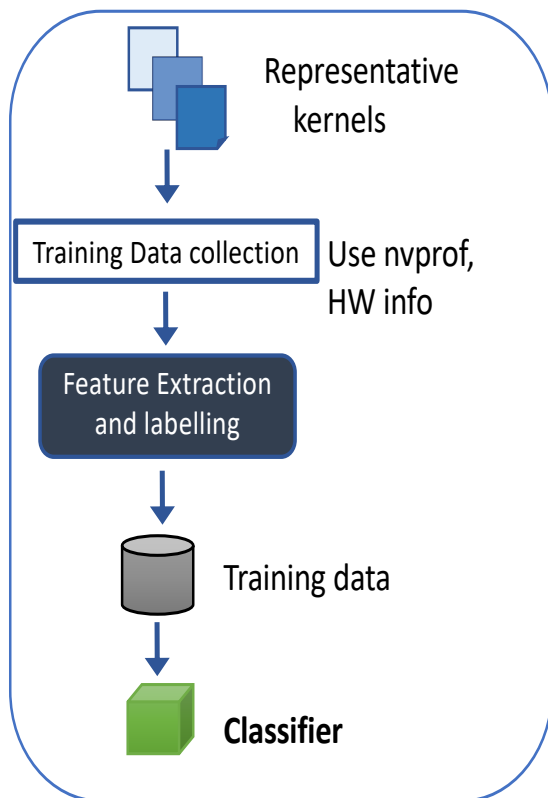 Representative
kernels
Training Data collection
Use nvprof,
HW info
Feature Extraction
and labelling
Training data
Classifier